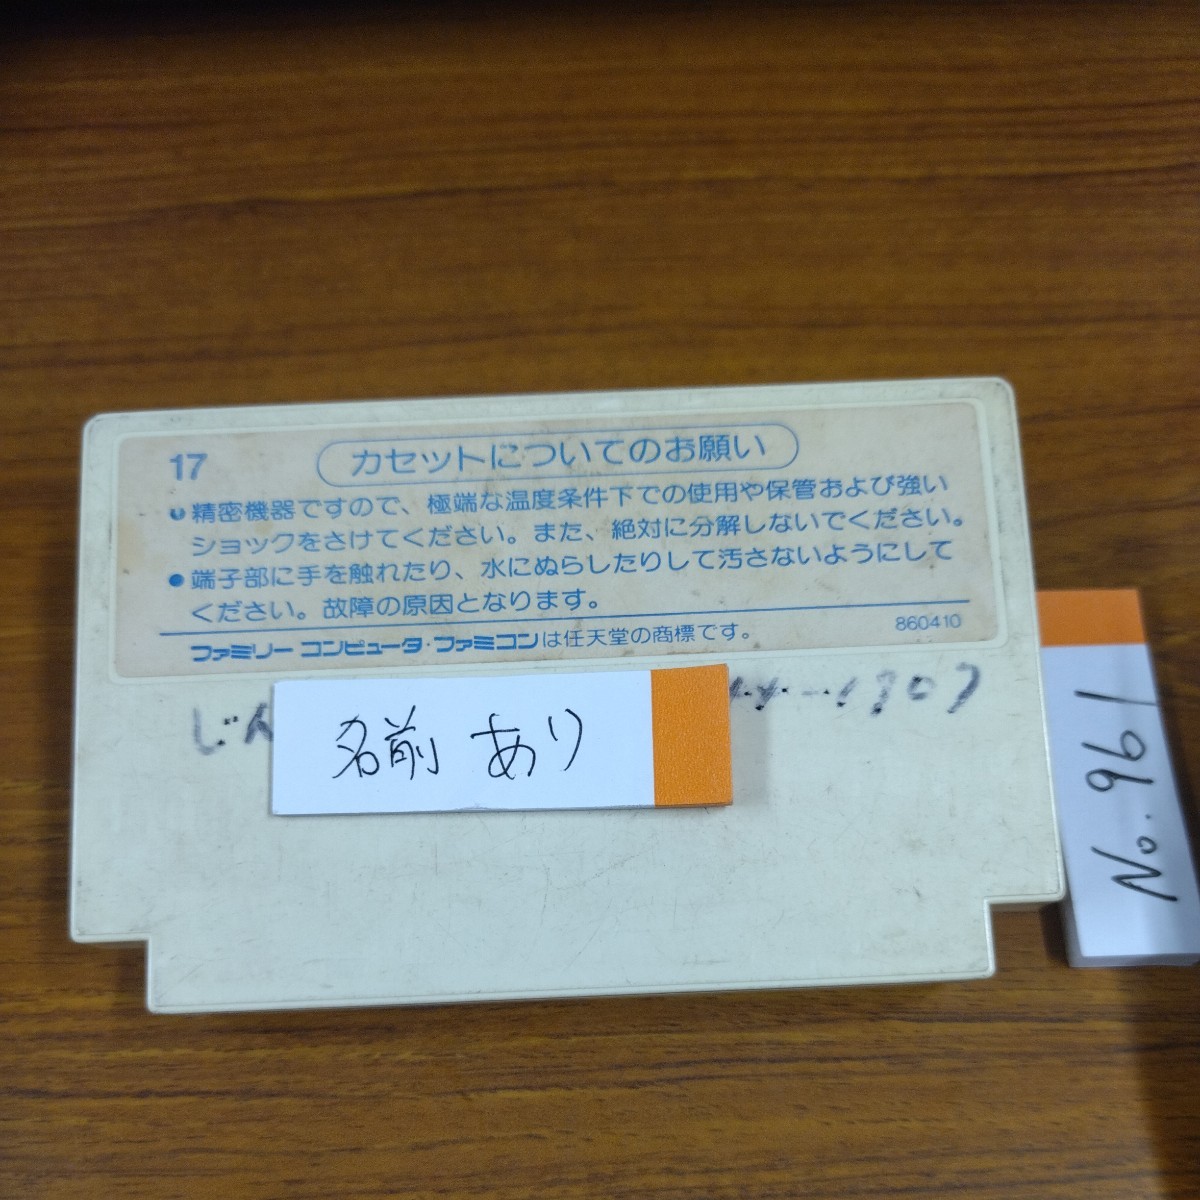 17
カセットについてのお願い
●精密機器ですので、極端な温度条件下での使用や保管および強い
ショックをさけてください。また、絶対に分解しないでください。
●端子部に手を触れたり、水にぬらしたりして汚さないようにして
ください。故障の原因となります。
ファミリーコンピュータ・ファミコンは任天堂の商標です。
860410
名前 あり
No.961